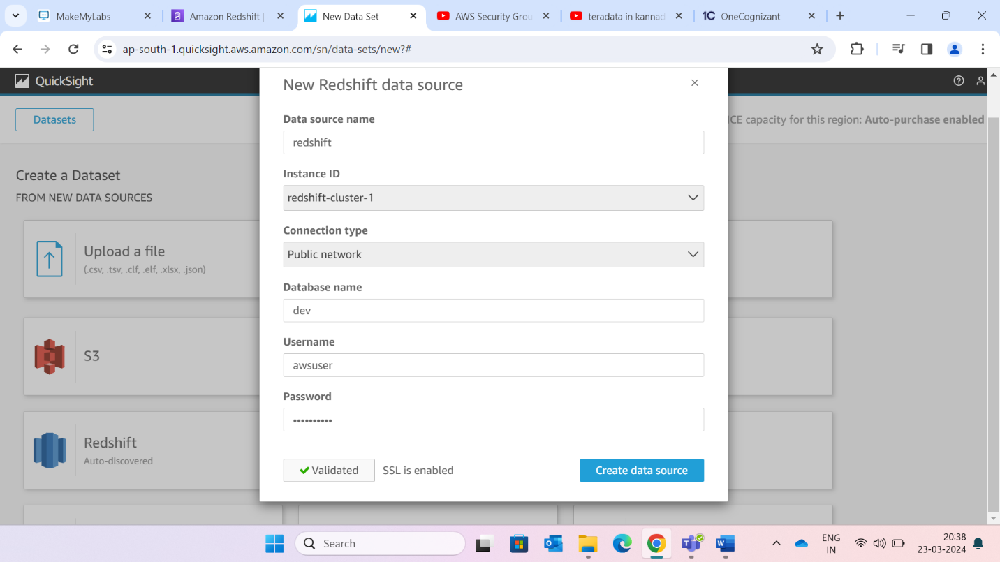 MakeMyLabs
Amazon Redshift |
New Data Set
AWS Security Grou
teradata in kannad
1C OneCognizant
ap-south-1.quicksight.aws.amazon.com/sn/data-sets/new?#
QuickSight
Datasets
ICE capacity for this region: Auto-purchase enabled
Create a Dataset
FROM NEW DATA SOURCES
Upload a file
(.csv, .tsv, .clf, .elf, .xlsx, .json)
S3
Redshift
Auto-discovered
New Redshift data source
Data source name
redshift
Instance ID
redshift-cluster-1
Connection type
Public network
Database name
dev
Username
awsuser
Password
••••••••••
Validated
SSL is enabled
Create data source
Search
ENG
IN
20:38
23-03-2024